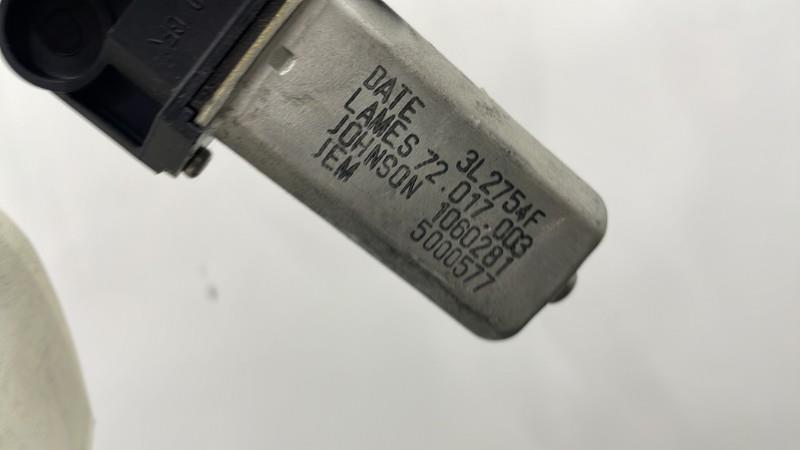 DATE 3L2754F
LAMES 72.017.003
JOHNSON 1060281
JEM 5000577